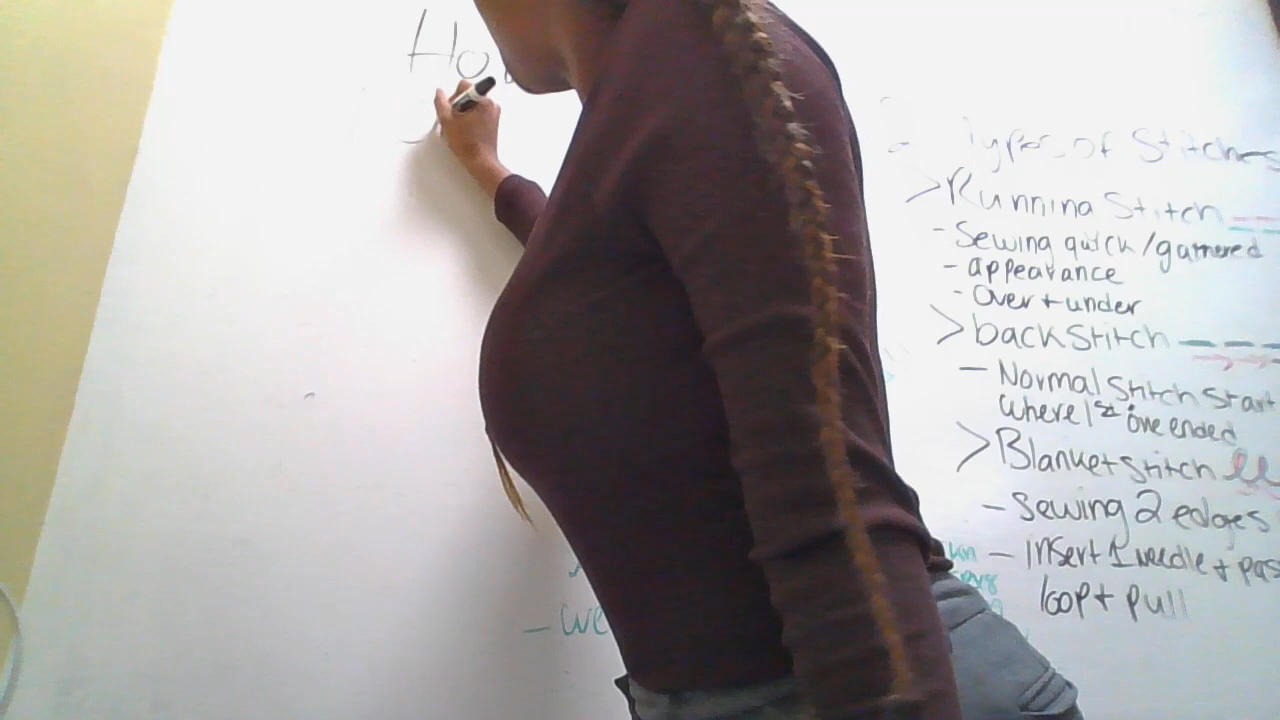 Ho
Types of Stitches
> Running Stitch
- Sewing quick/gathered
- appearance
- Over + under
> backstitch
- Normal Stitch Start
where 1st one ended
> Blanket Stitch
- Sewing 2 edges
- Insert 1 needle + pas
loop + pull
- We